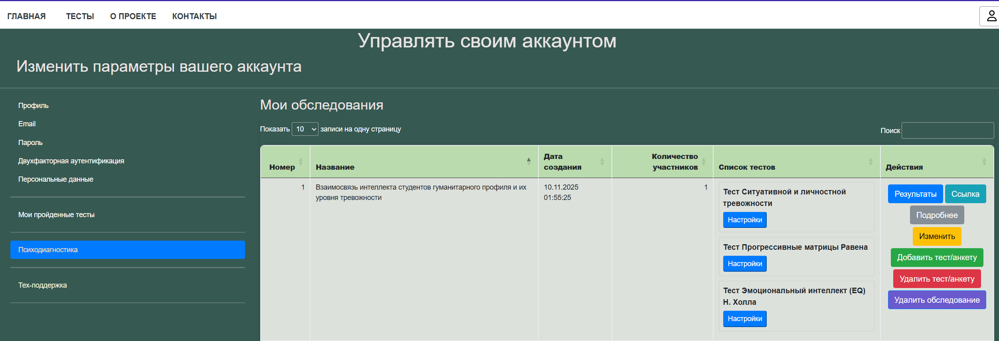 ГЛАВНАЯ ТЕСТЫ О ПРОЕКТЕ КОНТАКТЫ
Управлять своим аккаунтом
Изменить параметры вашего аккаунта
Профиль
Email
Пароль
Двухфакторная аутентификация
Персональные данные
Мои пройденные тесты
Психодиагностика
Тех-поддержка
Мои обследования
Показать 10 записи на одну страницу
Поиск
Номер
Название
Дата
создания
Количество
участников
Список тестов
Действия
1
Взаимосвязь интеллекта студентов гуманитарного профиля и их
уровня тревожности
10.11.2025
01:55:25
1
Тест Ситуативной и личностной
тревожности
Настройки
Тест Прогрессивные матрицы Равена
Настройки
Тест Эмоциональный интеллект (EQ)
Н. Холла
Настройки
Результаты Ссылка
Подробнее
Изменить
Добавить тест/анкету
Удалить тест/анкету
Удалить обследование